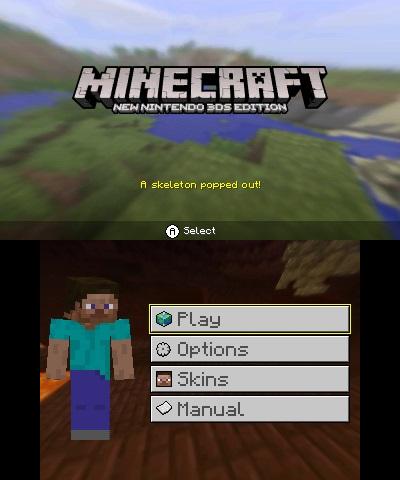 MINECRAFT
NEW NINTENDO 3DS EDITION
A skeleton popped out!
A Select
Play
Options
Skins
Manual